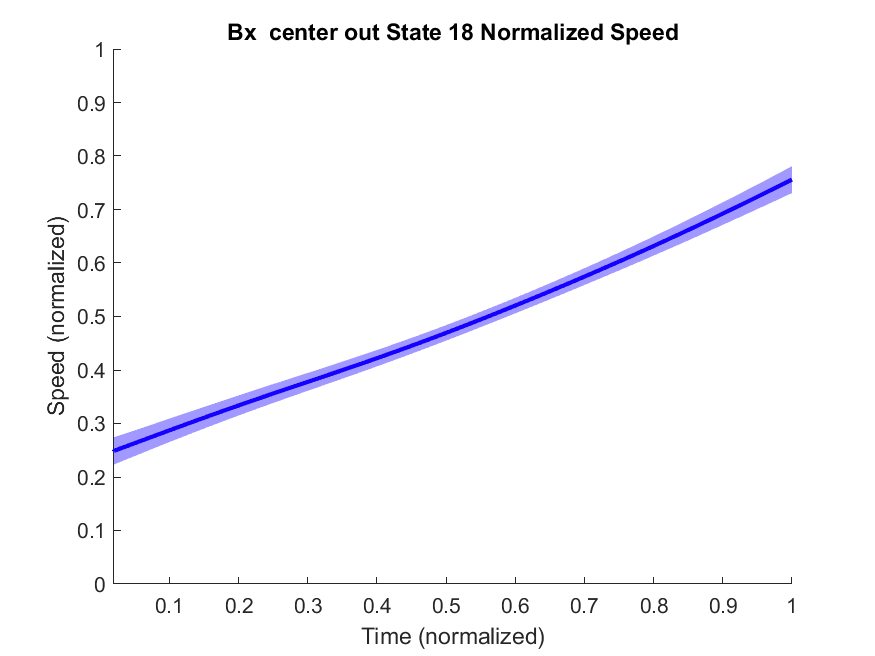 Bx  center out State 18 Normalized Speed
1
0.9
0.8
0.7
0.6
0.5
0.4
0.3
0.2
0.1
0
Speed (normalized)
0.1 0.2 0.3 0.4 0.5 0.6 0.7 0.8 0.9 1
Time (normalized)